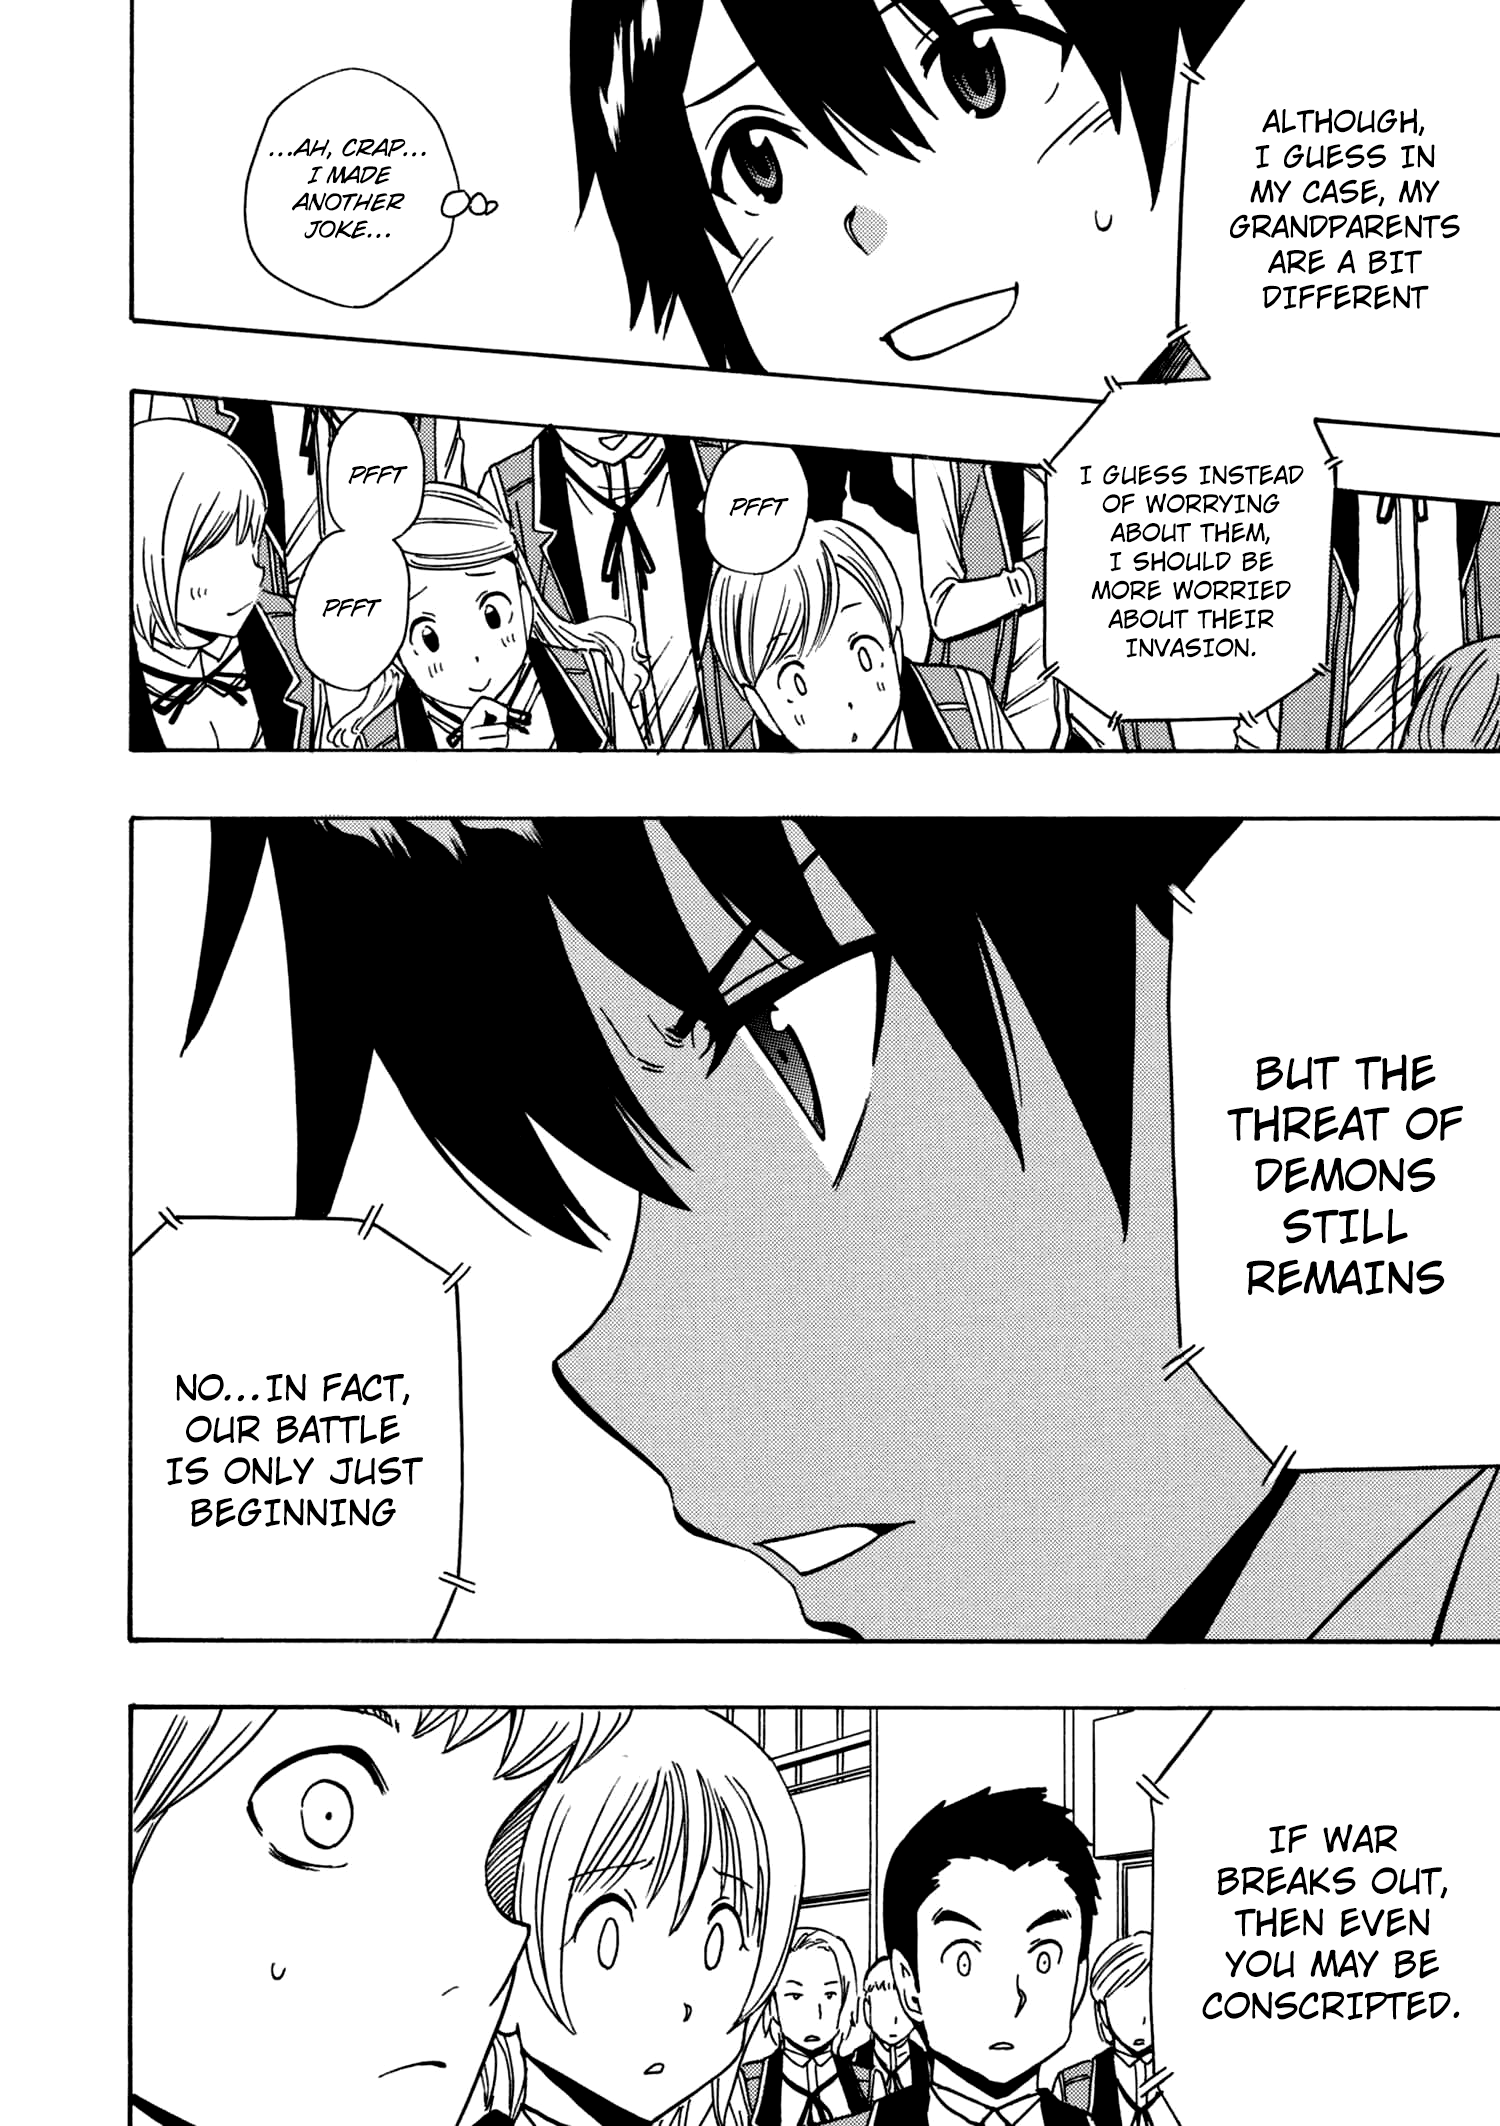 ALTHOUGH,
I GUESS IN
MY CASE, MY
GRANDPARENTS
ARE A BIT
DIFFERENT
...AH, CRAP...
I MADE
ANOTHER
JOKE...
I GUESS INSTEAD
OF WORRYING
ABOUT THEM,
I SHOULD BE
MORE WORRIED
ABOUT THEIR
INVASION.
PFFT
PFFT
PFFT
BUT THE
THREAT OF
DEMONS
STILL
REMAINS
NO...IN FACT,
OUR BATTLE
IS ONLY JUST
BEGINNING
IF WAR
BREAKS OUT,
THEN EVEN
YOU MAY BE
CONSCRIPTED.